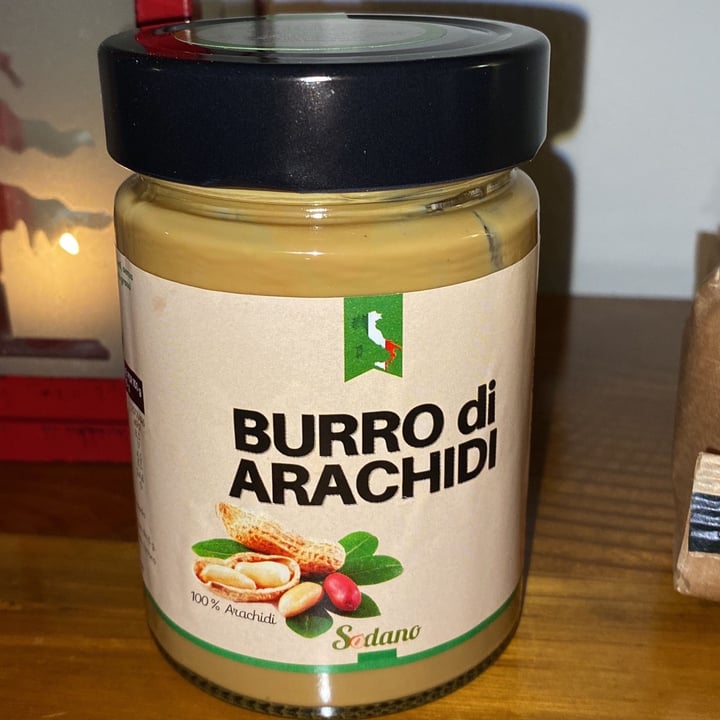 BURRO di
ARACHIDI
100% Arachidi
Sodano